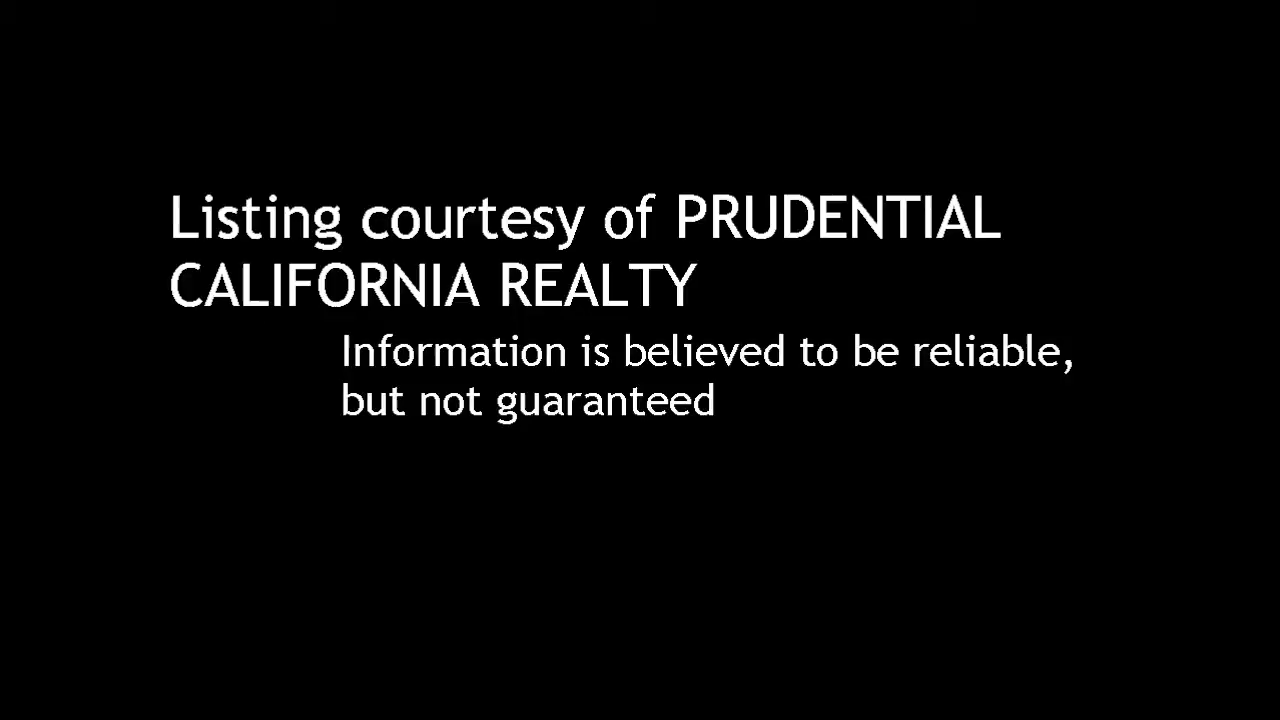 Listing courtesy of PRUDENTIAL
CALIFORNIA REALTY
Information is believed to be reliable,
but not guaranteed